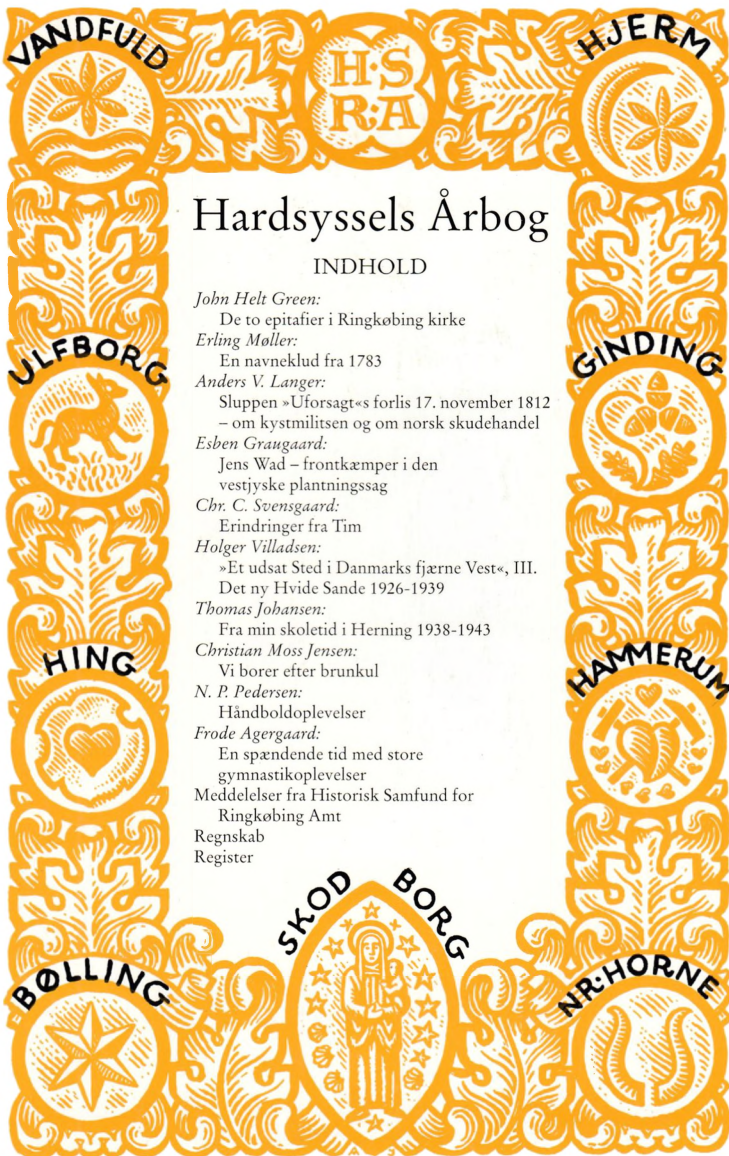 VANDFULD
H·S
R·A
HJERM
Hardsyssels Årbog
INDHOLD
John Helt Green:
De to epitafier i Ringkøbing kirke
Erling Møller:
En navneklud fra 1783
Anders V. Langer:
Sluppen »Uforsagt«s forlis 17. november 1812
– om kystmilitsen og om norsk skudehandel
Esben Graugaard:
Jens Wad – frontkæmper i den
vestjyske plantningssag
Chr. C. Svensgaard:
Erindringer fra Tim
Holger Villadsen:
»Et udsat Sted i Danmarks fjærne Vest«, III.
Det ny Hvide Sande 1926-1939
Thomas Johansen:
Fra min skoletid i Herning 1938-1943
Christian Moss Jensen:
Vi borer efter brunkul
N. P. Pedersen:
Håndboldoplevelser
Frode Agergaard:
En spændende tid med store
gymnastikoplevelser
Meddelelser fra Historisk Samfund for
Ringkøbing Amt
Regnskab
Register
ULFBORG
GINDING
HING
HAMMERUM
BØLLING
SKODBORG
NR·HORNE
A J